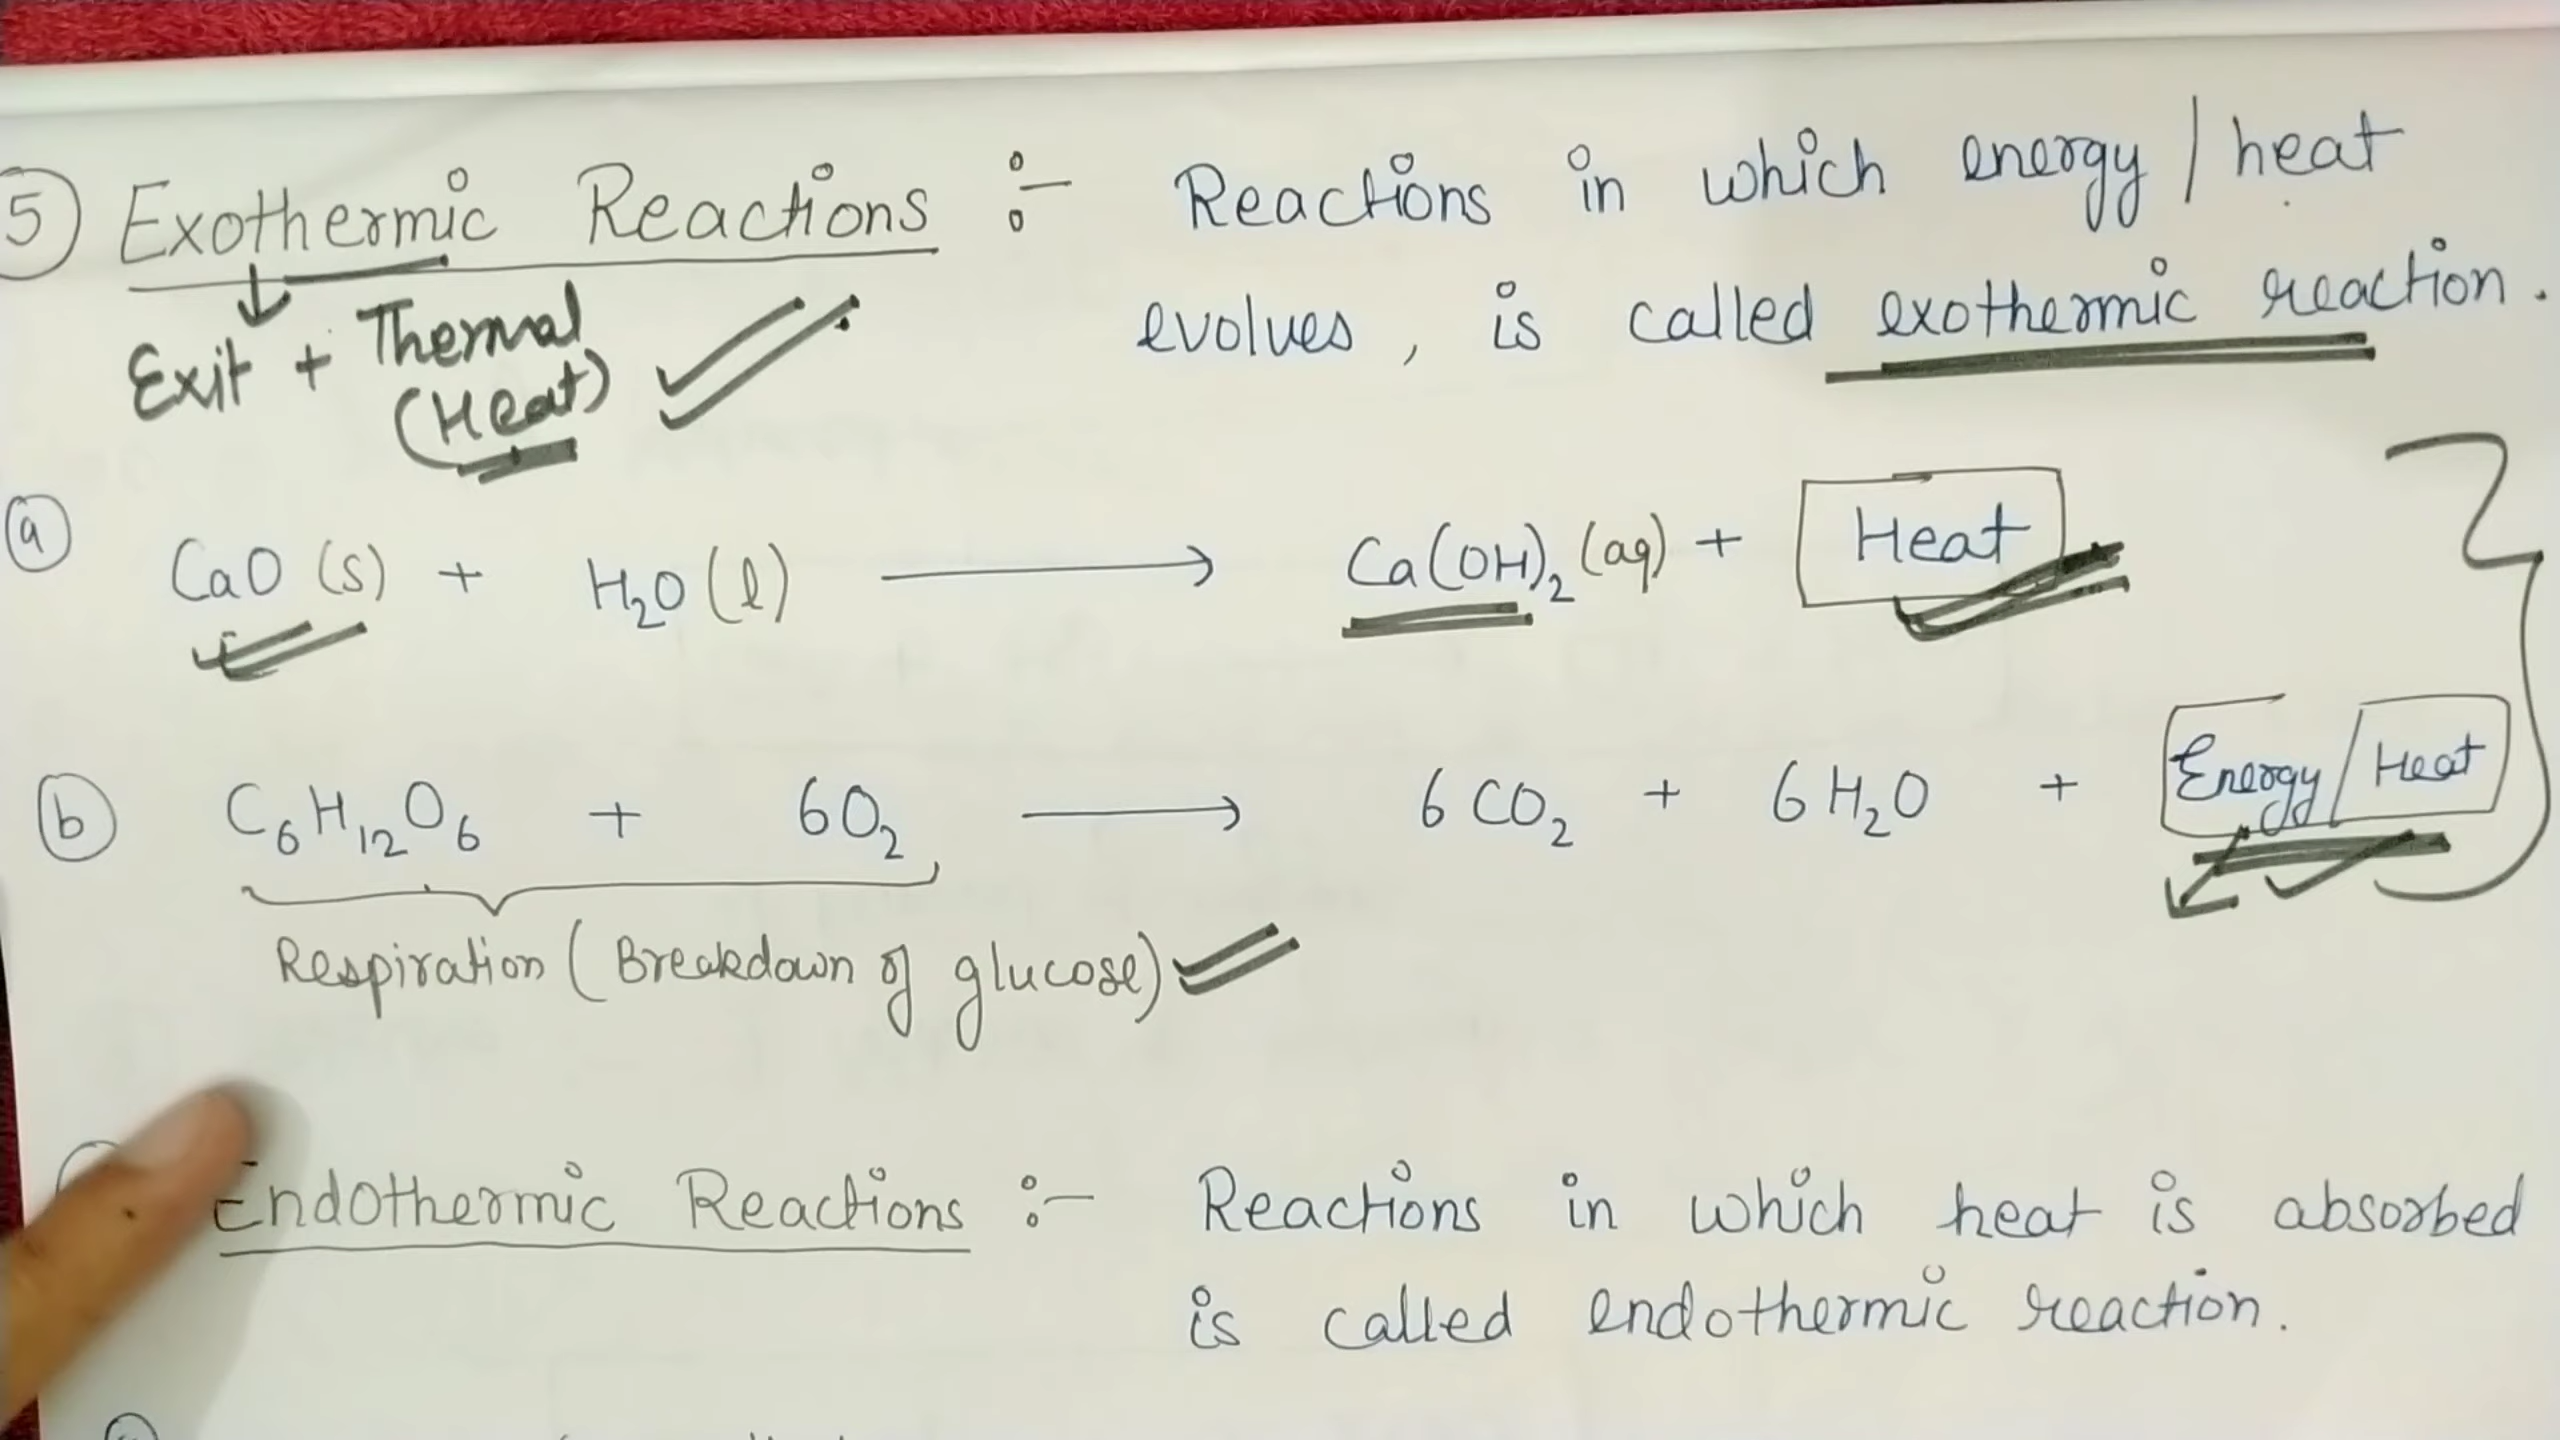 5 Exothermic Reactions :- Reactions in which energy / heat
evolves, is called exothermic reaction.
Exit + Thermal
(Heat)
a CaO (s) + H₂O (l) ⟶ Ca(OH)₂ (aq) + Heat
b C₆H₁₂O₆ + 6O₂ ⟶ 6CO₂ + 6H₂O + Energy/Heat
Respiration (Breakdown of glucose)
Endothermic Reactions :- Reactions in which heat is absorbed
is called endothermic reaction.